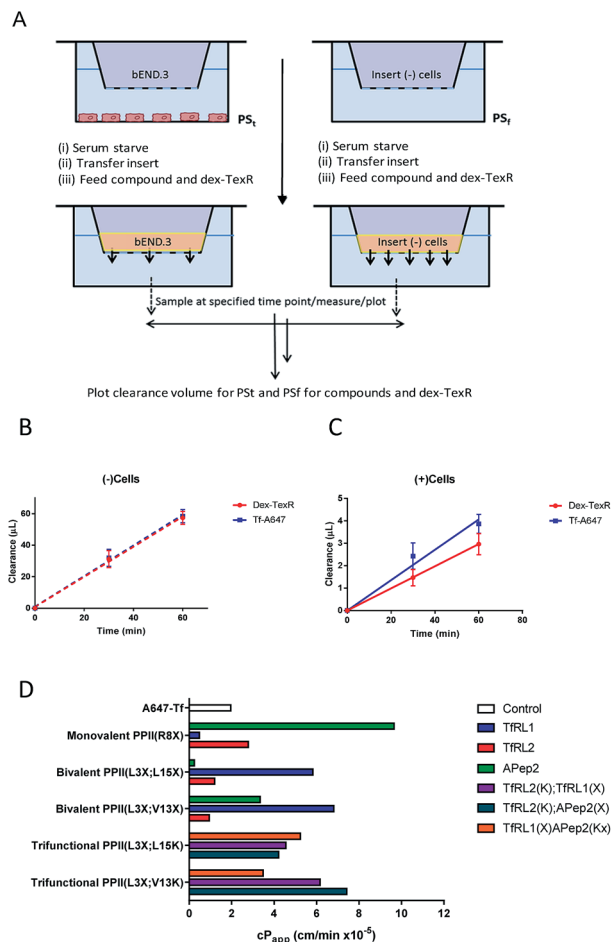 A
bEND.3
Insert (-) cells
PSt
PSf
(i) Serum starve
(ii) Transfer insert
(iii) Feed compound and dex-TexR
(i) Serum starve
(ii) Transfer insert
(iii) Feed compound and dex-TexR
bEND.3
Insert (-) cells
Sample at specified time point/measure/plot
Plot clearance volume for PSt and PSf for compounds and dex-TexR
B
(-)Cells
Clearance (µL)
60
40
20
0
0 20 40 60 80
Time (min)
Dex-TexR
Tf-A647
C
(+)Cells
Clearance (µL)
5
4
3
2
1
0
0 20 40 60 80
Time (min)
Dex-TexR
Tf-A647
D
A647-Tf
Monovalent PPII(R8X)
Bivalent PPII(L3X;L15X)
Bivalent PPII(L3X;V13X)
Trifunctional PPII(L3X;L15K)
Trifunctional PPII(L3X;V13K)
0 2 4 6 8 10 12
cPapp (cm/min x10-5)
Control
TfRL1
TfRL2
APep2
TfRL2(K);TfRL1(X)
TfRL2(K);APep2(X)
TfRL1(X)APep2(Kx)